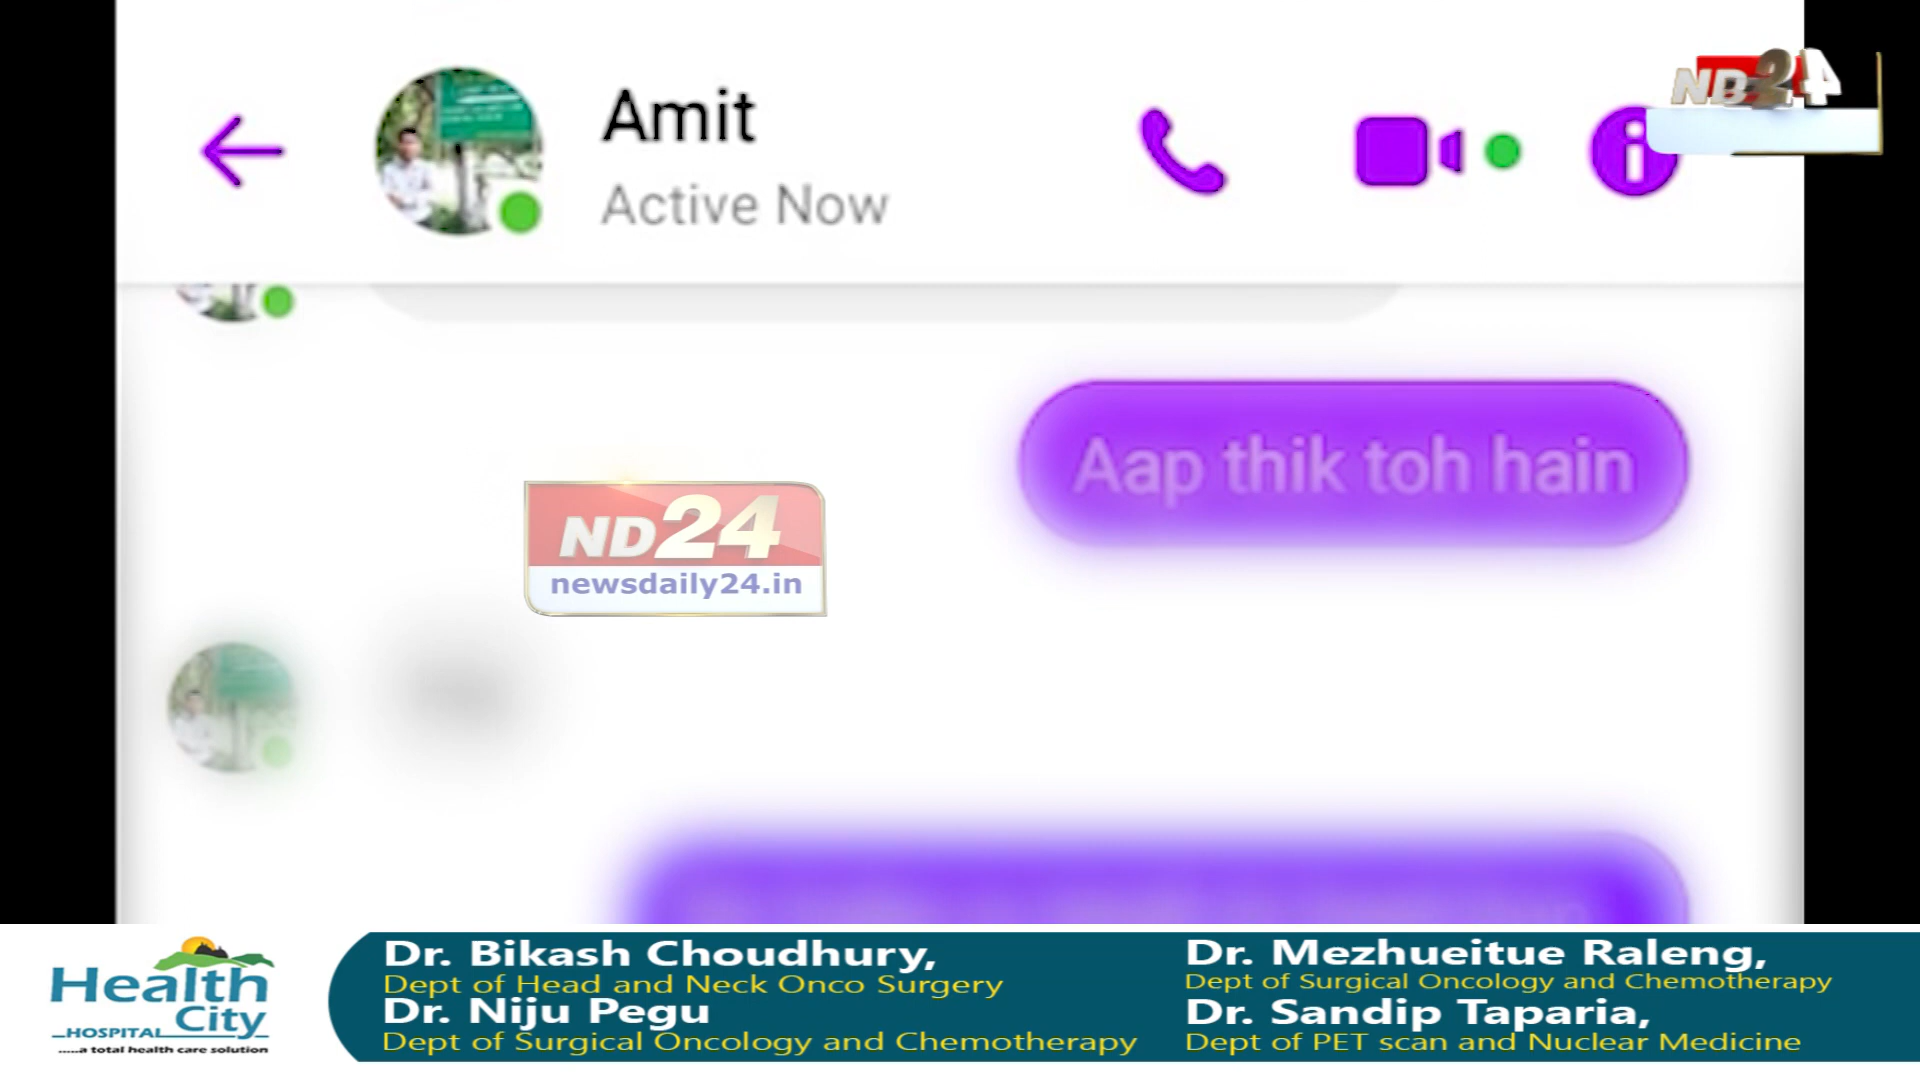 Amit
Active Now
ND24
Aap thik toh hain
ND24
newsdaily24.in
Health
City
HOSPITAL
.....a total health care solution
Dr. Bikash Choudhury,
Dept of Head and Neck Onco Surgery
Dr. Niju Pegu
Dept of Surgical Oncology and Chemotherapy
Dr. Mezhueitue Raleng,
Dept of Surgical Oncology and Chemotherapy
Dr. Sandip Taparia,
Dept of PET scan and Nuclear Medicine